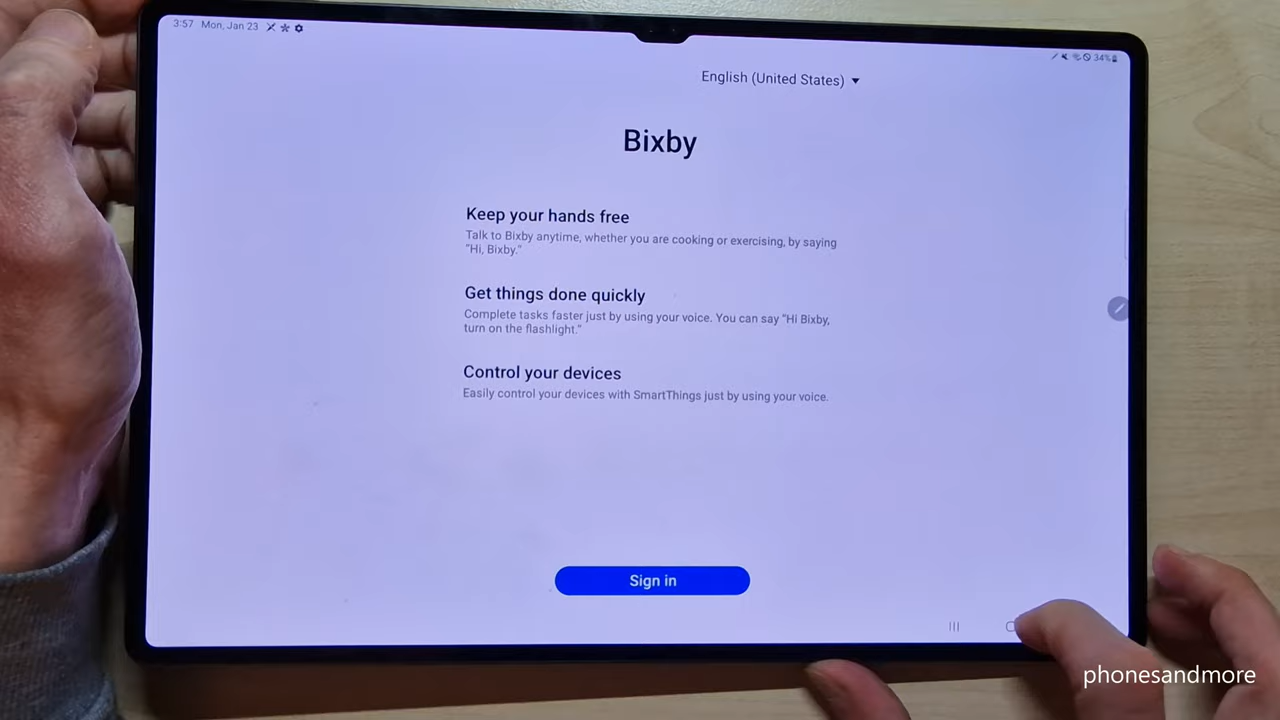 3:57 Mon, Jan 23
34%
English (United States)
Bixby
Keep your hands free
Talk to Bixby anytime, whether you are cooking or exercising, by saying
"Hi, Bixby."
Get things done quickly
Complete tasks faster just by using your voice. You can say "Hi Bixby,
turn on the flashlight."
Control your devices
Easily control your devices with SmartThings just by using your voice.
Sign in
phonesandmore